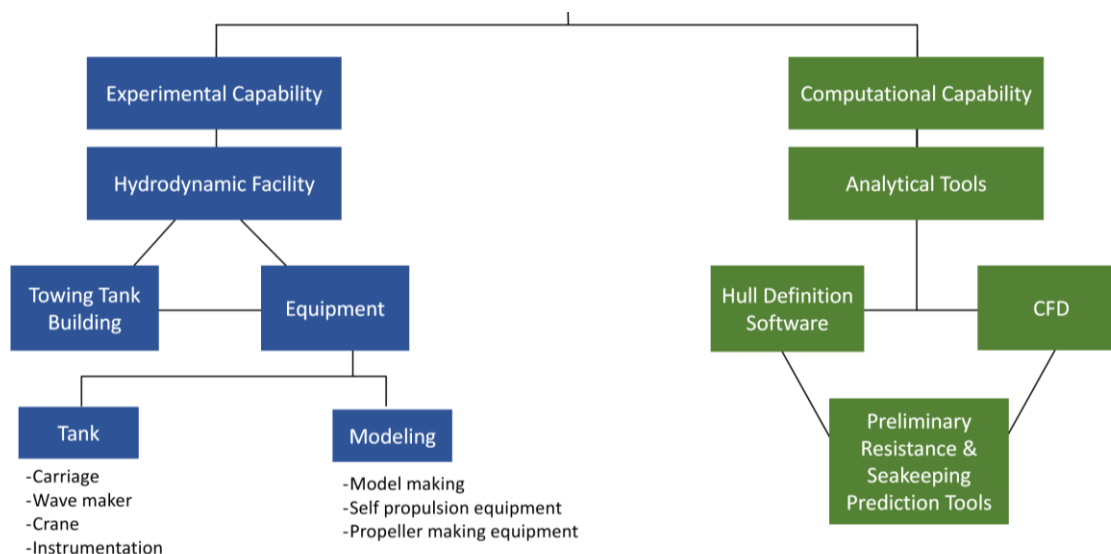 Experimental Capability
Computational Capability
Hydrodynamic Facility
Analytical Tools
Towing Tank
Building
Equipment
Hull Definition
Software
CFD
Tank
Modeling
Preliminary
Resistance &
Seakeeping
Prediction Tools
-Carriage
-Wave maker
-Crane
-Instrumentation
-Model making
-Self propulsion equipment
-Propeller making equipment